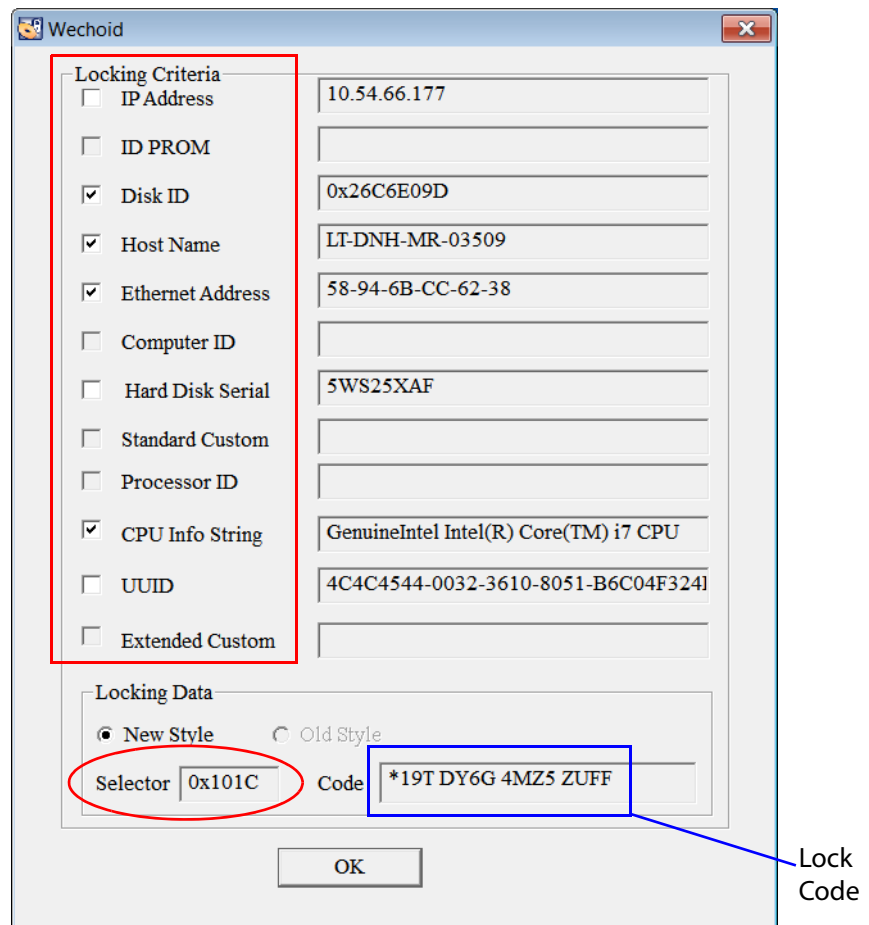 Wechoid
Locking Criteria
IP Address 10.54.66.177
ID PROM
Disk ID 0x26C6E09D
Host Name LT-DNH-MR-03509
Ethernet Address 58-94-6B-CC-62-38
Computer ID
Hard Disk Serial 5WS25XAF
Standard Custom
Processor ID
CPU Info String GenuineIntel Intel(R) Core(TM) i7 CPU
UUID 4C4C4544-0032-3610-8051-B6C04F324
Extended Custom
Locking Data
New Style Old Style
Selector 0x101C Code *19T DY6G 4MZ5 ZUFF
OK
Lock
Code